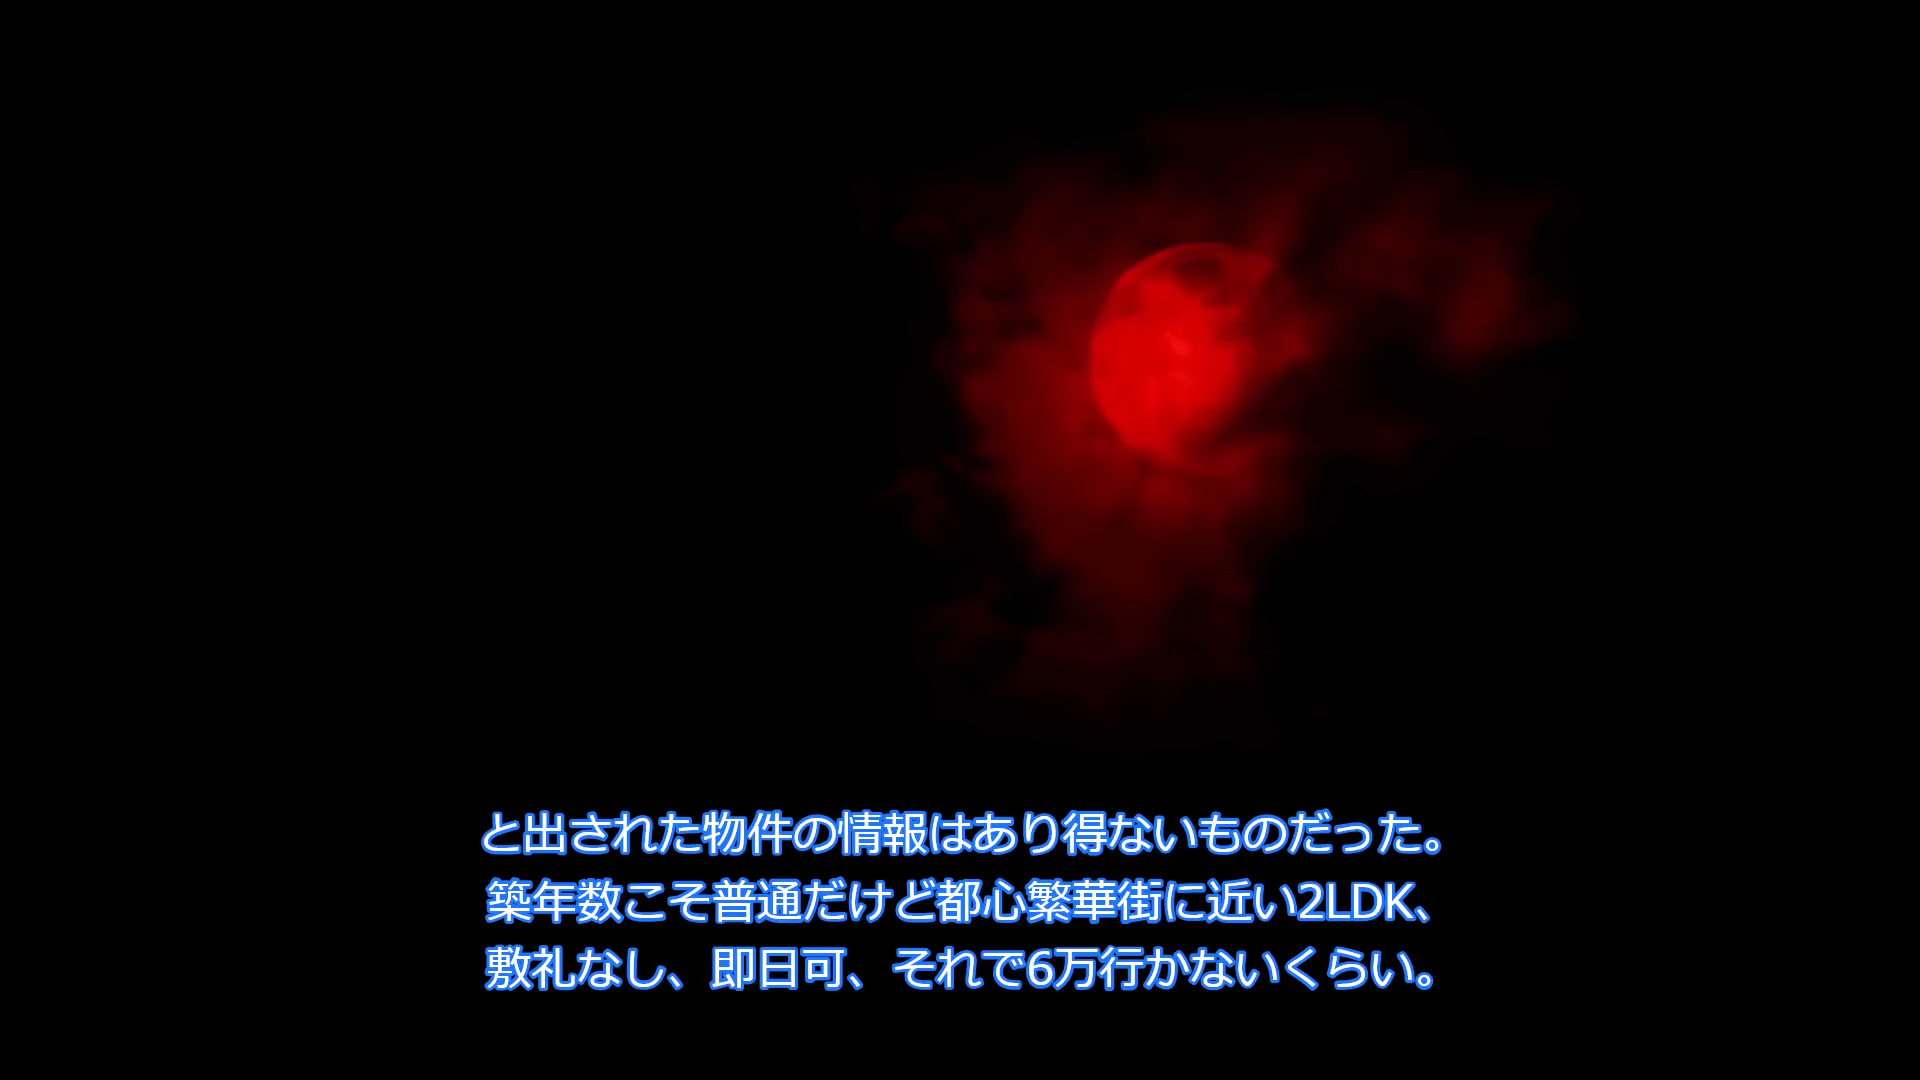 と出された物件の情報はあり得ないものだった。
築年数こそ普通だけど都心繁華街に近い2LDK、
敷礼なし、即日可、それで6万行かないくらい。